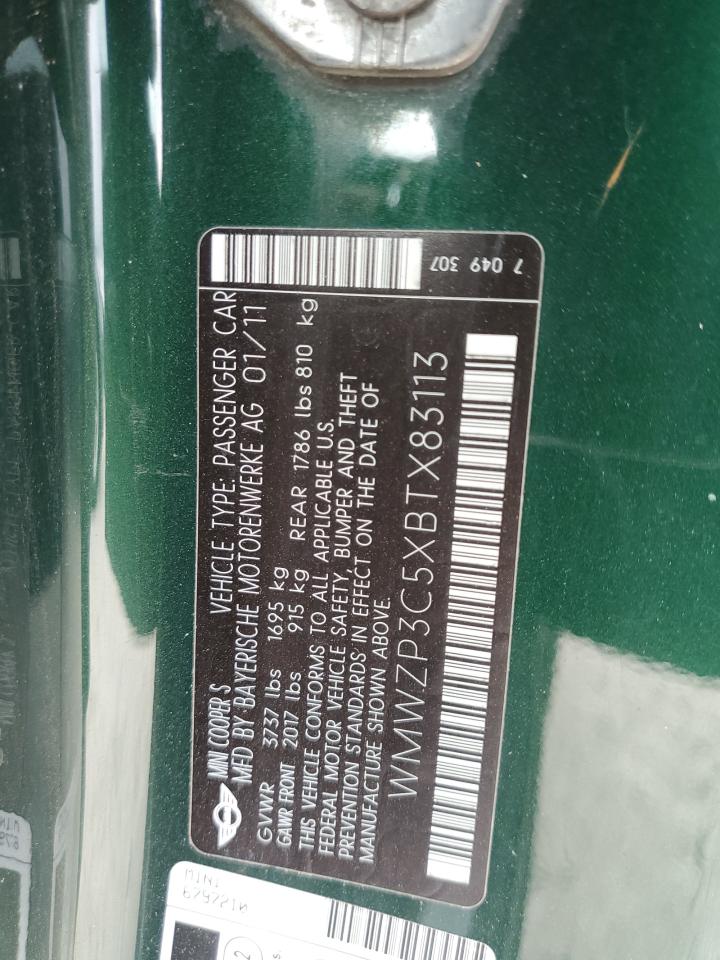 MINI COOPER S VEHICLE TYPE: PASSENGER CAR
MFD BY BAYERISCHE MOTORENWERKE AG 01/11
GVWR 3737 lbs 1695 kg
GAWR FRONT 2017 lbs 915 kg REAR 1786 lbs 810 kg
THIS VEHICLE CONFORMS TO ALL APPLICABLE U.S.
FEDERAL MOTOR VEHICLE SAFETY, BUMPER AND THEFT
PREVENTION STANDARDS IN EFFECT ON THE DATE OF
MANUFACTURE SHOWN ABOVE.
WMWZP3C5XBTX83113
7 049 307
MINI